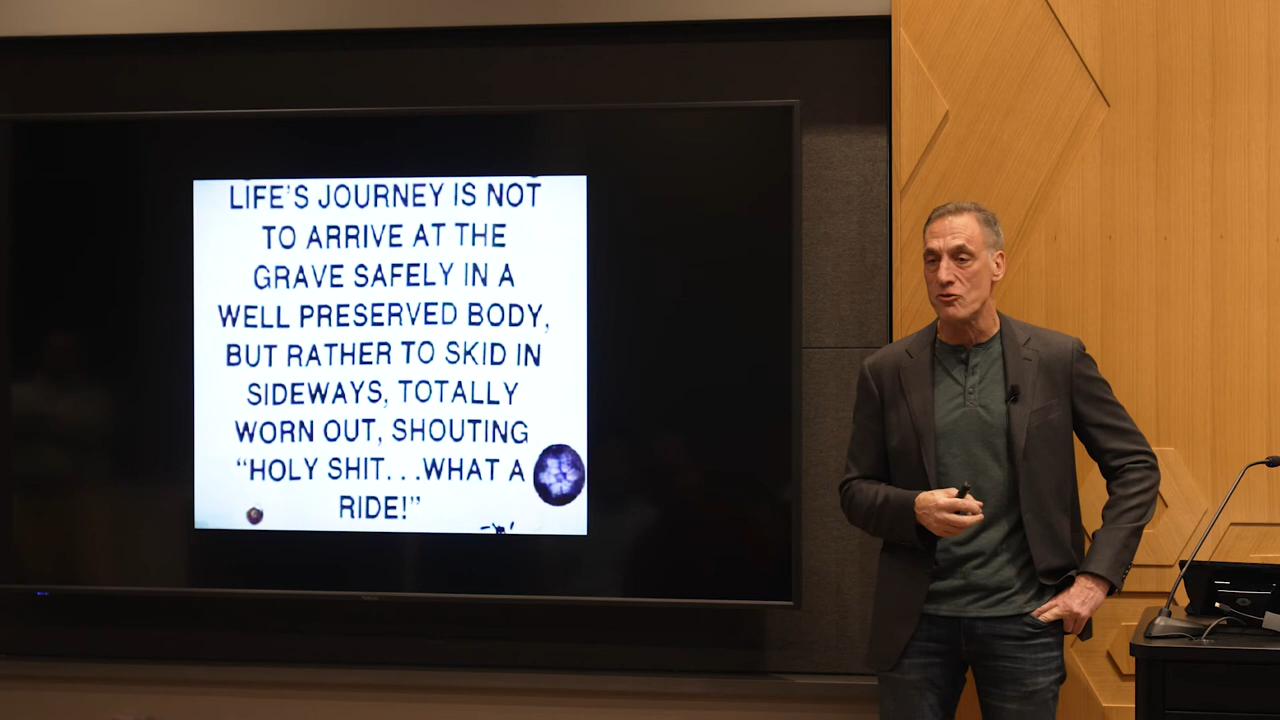 LIFE'S JOURNEY IS NOT
TO ARRIVE AT THE
GRAVE SAFELY IN A
WELL PRESERVED BODY,
BUT RATHER TO SKID IN
SIDEWAYS, TOTALLY
WORN OUT, SHOUTING
“HOLY SHIT...WHAT A
RIDE!”